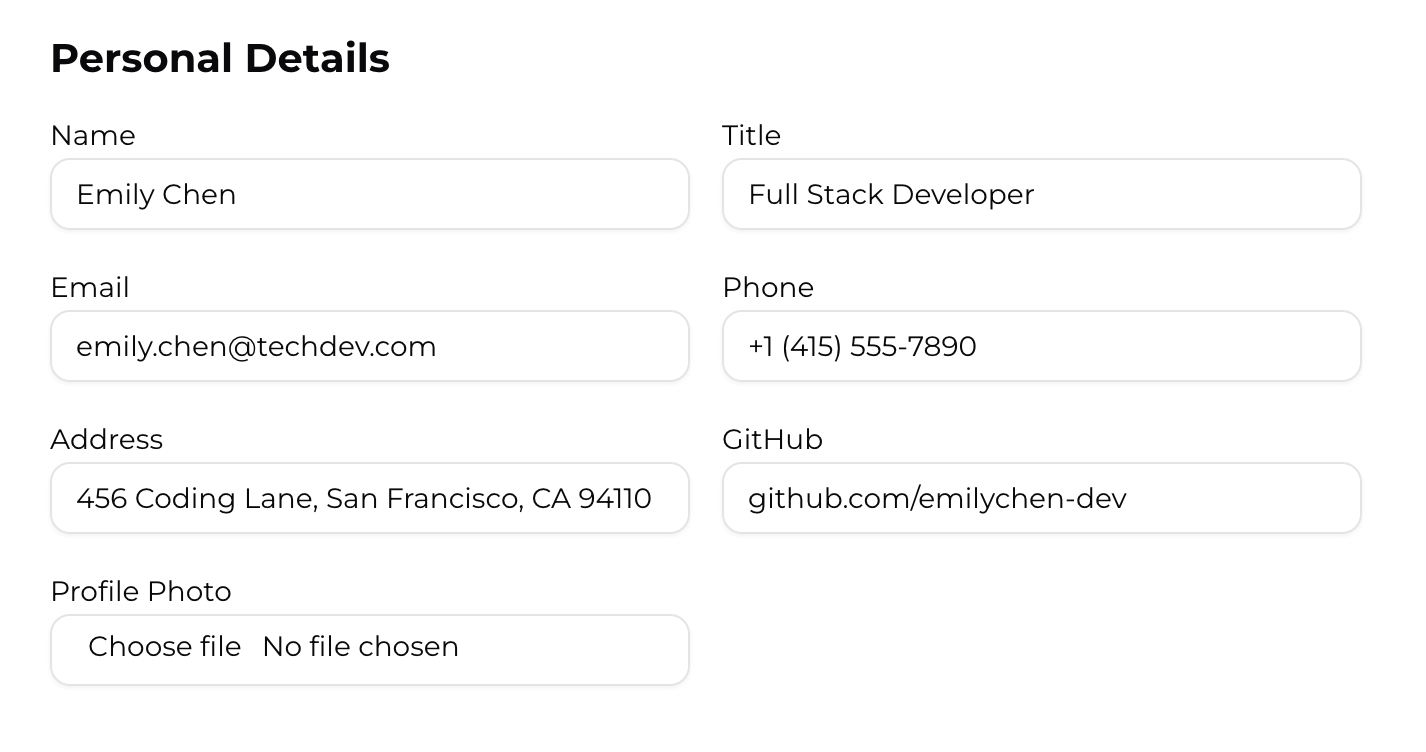 Personal Details
Name
Title
Emily Chen
Full Stack Developer
Email
Phone
emily.chen@techdev.com
+1 (415) 555-7890
Address
GitHub
456 Coding Lane, San Francisco, CA 94110
github.com/emilychen-dev
Profile Photo
Choose file No file chosen